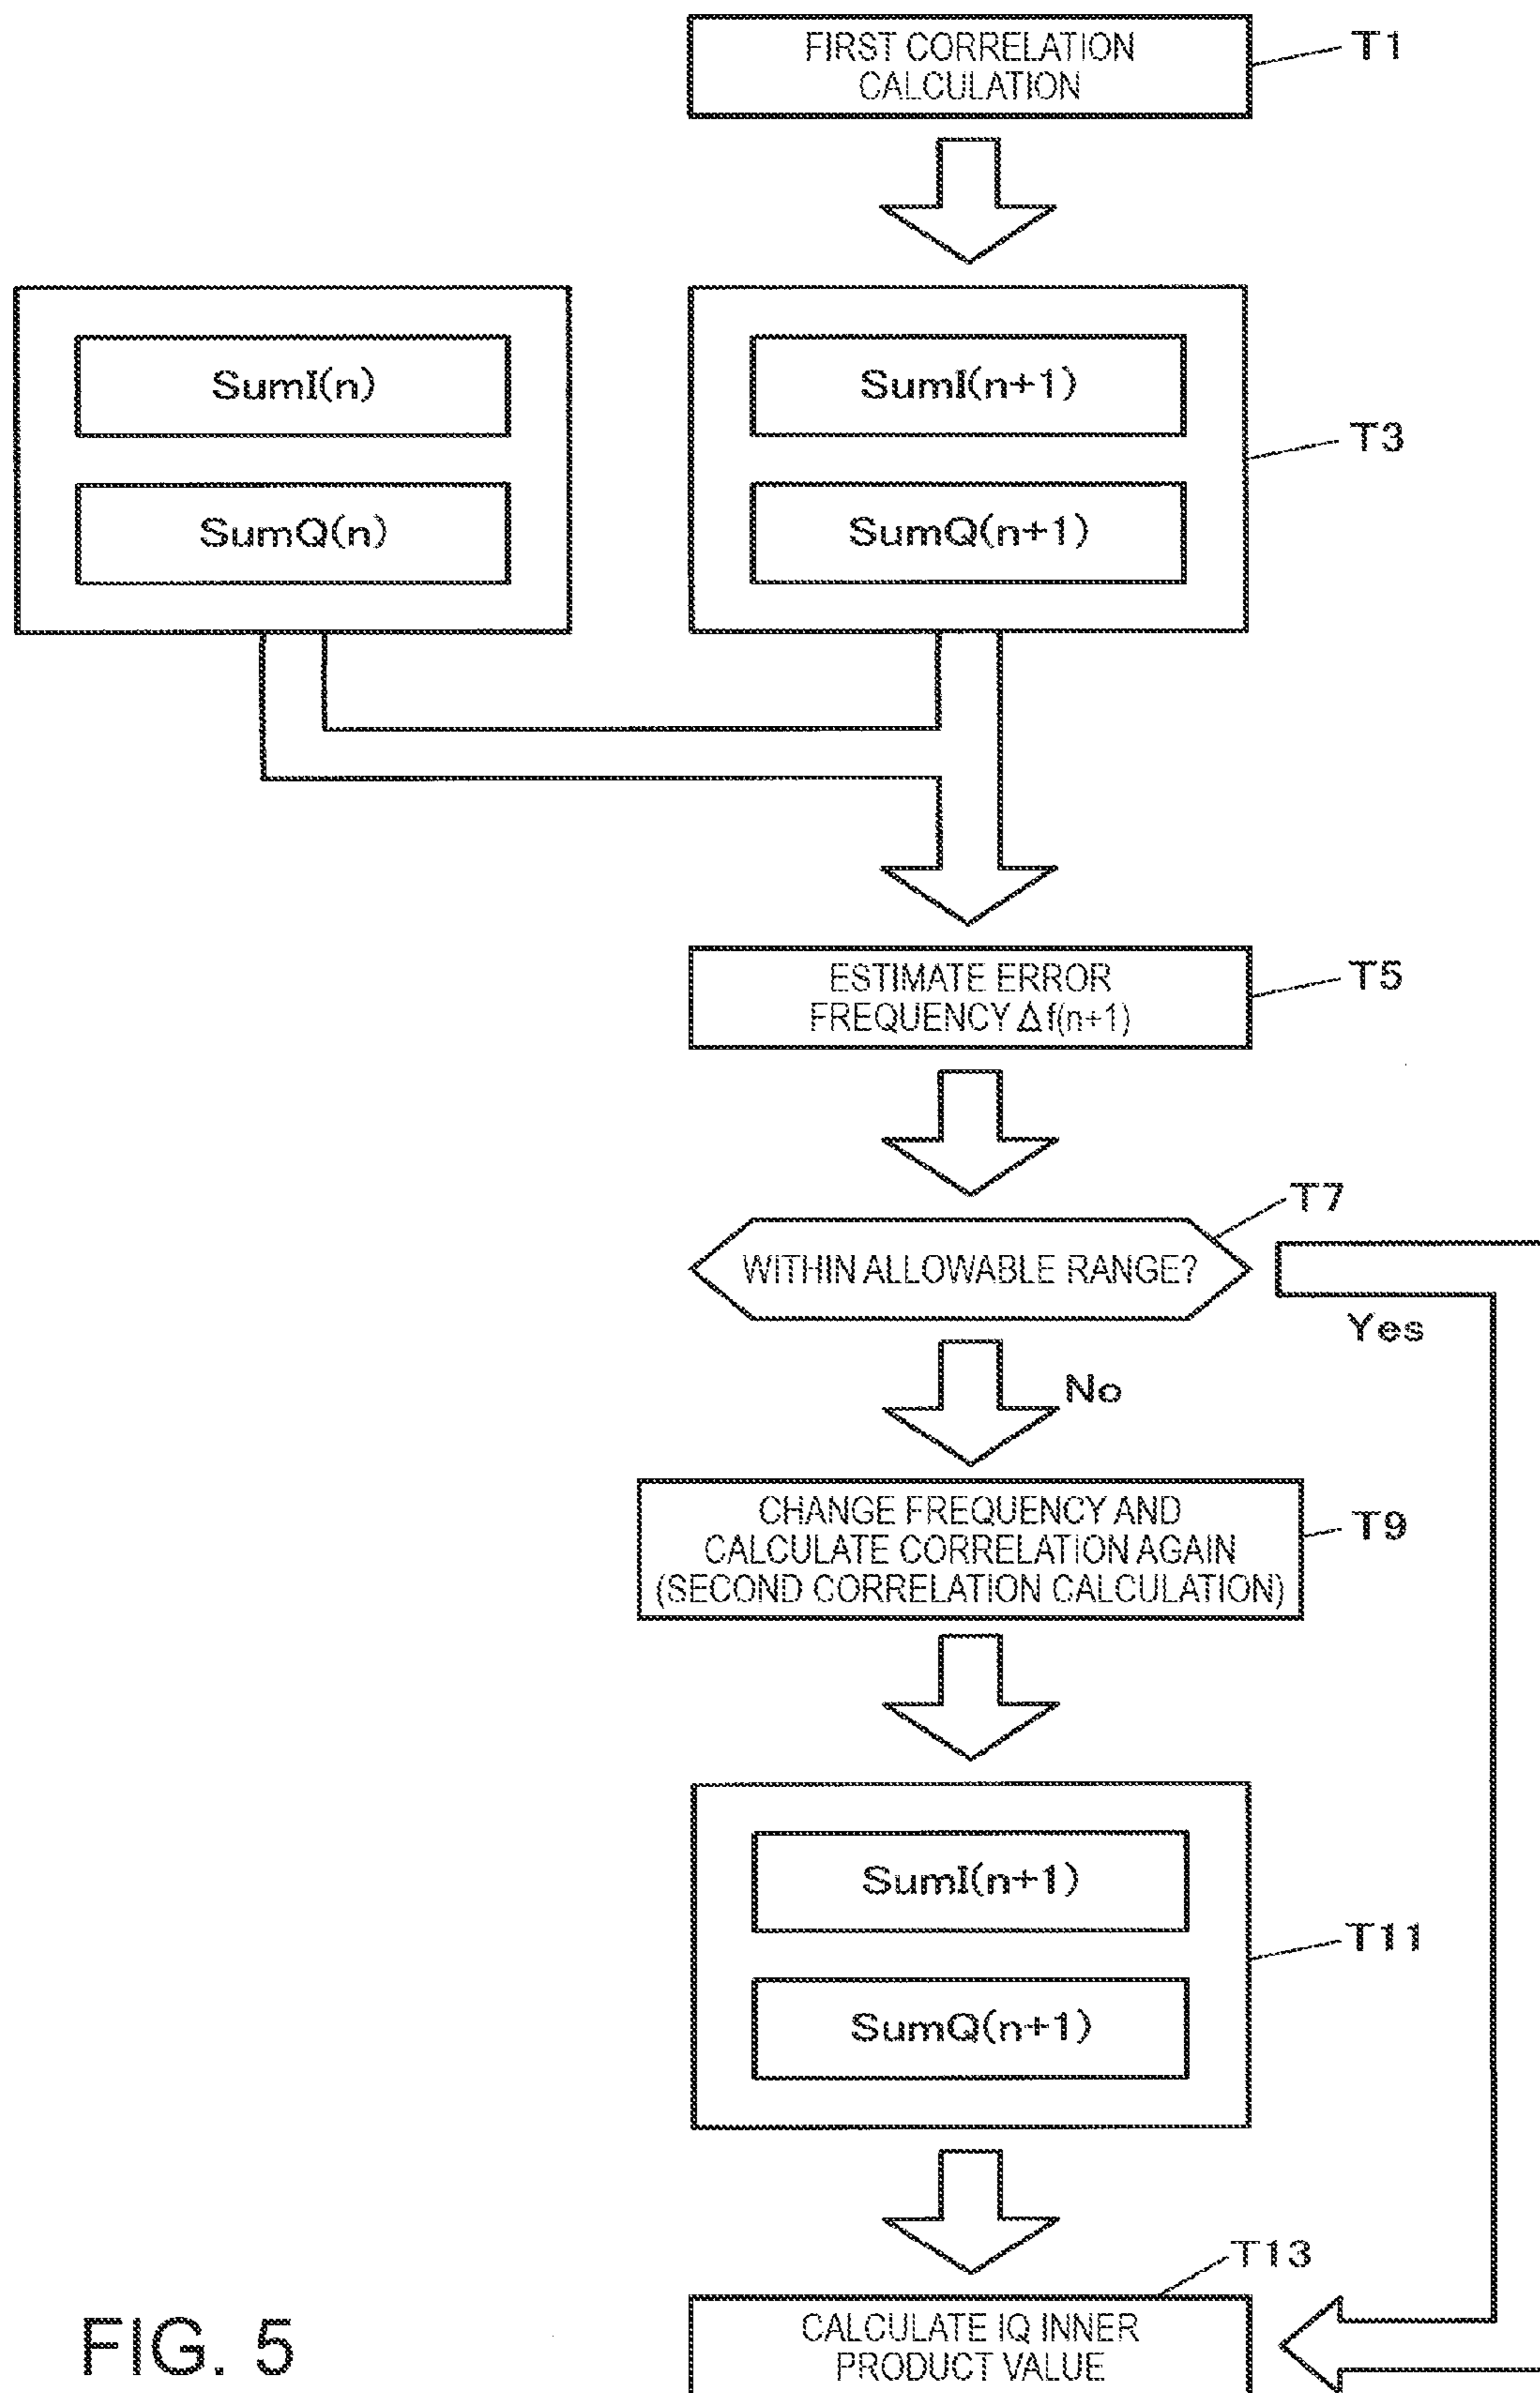 FIRST CORRELATION
CALCULATION
T1
SumI(n)
SumQ(n)
SumI(n+1)
SumQ(n+1)
T3
ESTIMATE ERROR
FREQUENCY Δf(n+1)
T5
WITHIN ALLOWABLE RANGE?
T7
Yes
No
CHANGE FREQUENCY AND
CALCULATE CORRELATION AGAIN
(SECOND CORRELATION CALCULATION)
T9
SumI(n+1)
SumQ(n+1)
T11
T13
CALCULATE IQ INNER
PRODUCT VALUE
FIG. 5